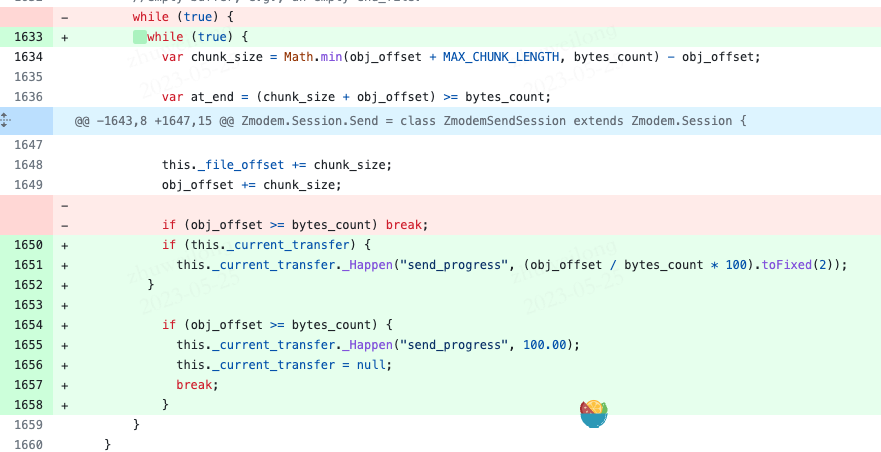 -         while (true) {
1633 +           while (true) {
1634             var chunk_size = Math.min(obj_offset + MAX_CHUNK_LENGTH, bytes_count) - obj_offset;
1635
1636             var at_end = (chunk_size + obj_offset) >= bytes_count;
@@ -1643,8 +1647,15 @@ Zmodem.Session.Send = class ZmodemSendSession extends Zmodem.Session {
1647
1648             this._file_offset += chunk_size;
1649             obj_offset += chunk_size;
-
-             if (obj_offset >= bytes_count) break;
1650 +             if (this._current_transfer) {
1651 +               this._current_transfer._Happen("send_progress", (obj_offset / bytes_count * 100).toFixed(2));
1652 +           }
1653 +
1654 +             if (obj_offset >= bytes_count) {
1655 +               this._current_transfer._Happen("send_progress", 100.00);
1656 +               this._current_transfer = null;
1657 +               break;
1658 +             }
1659         }
1660     }